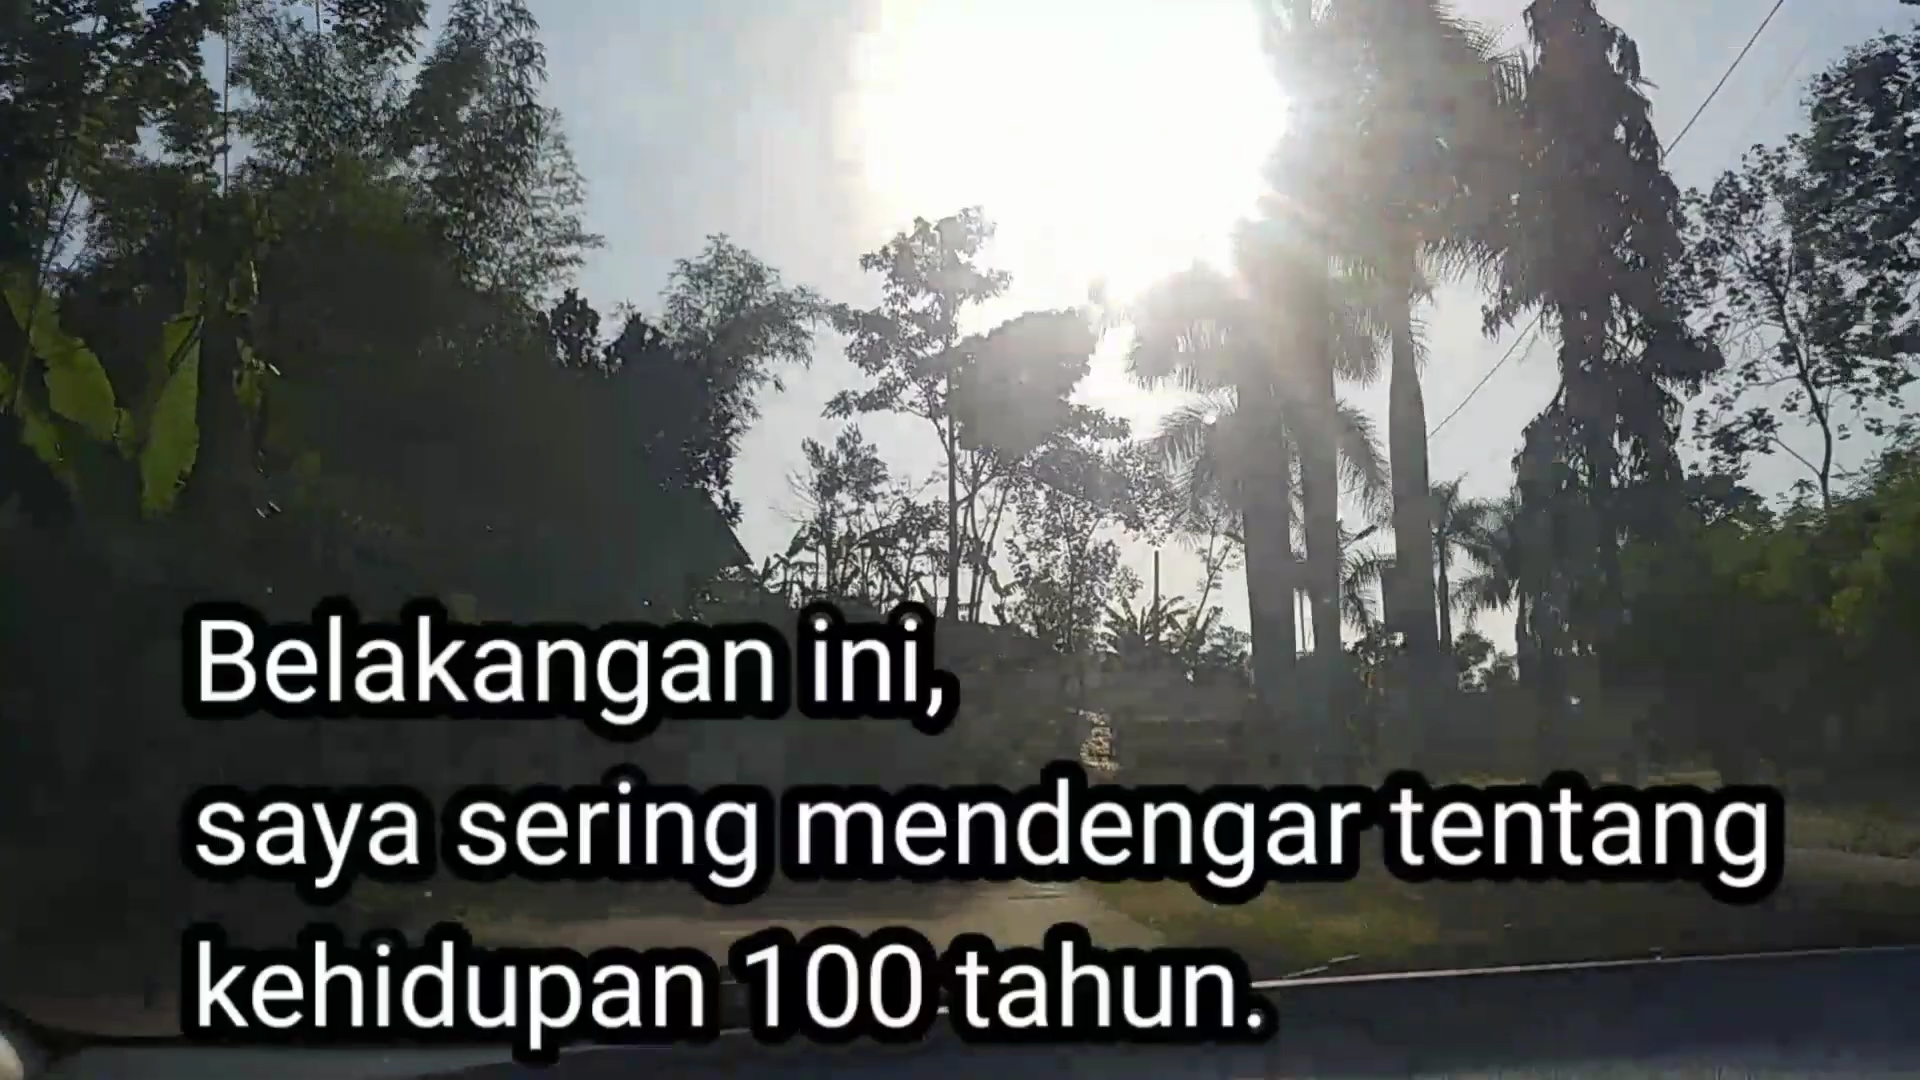 Belakangan ini,
saya sering mendengar tentang
kehidupan 100 tahun.